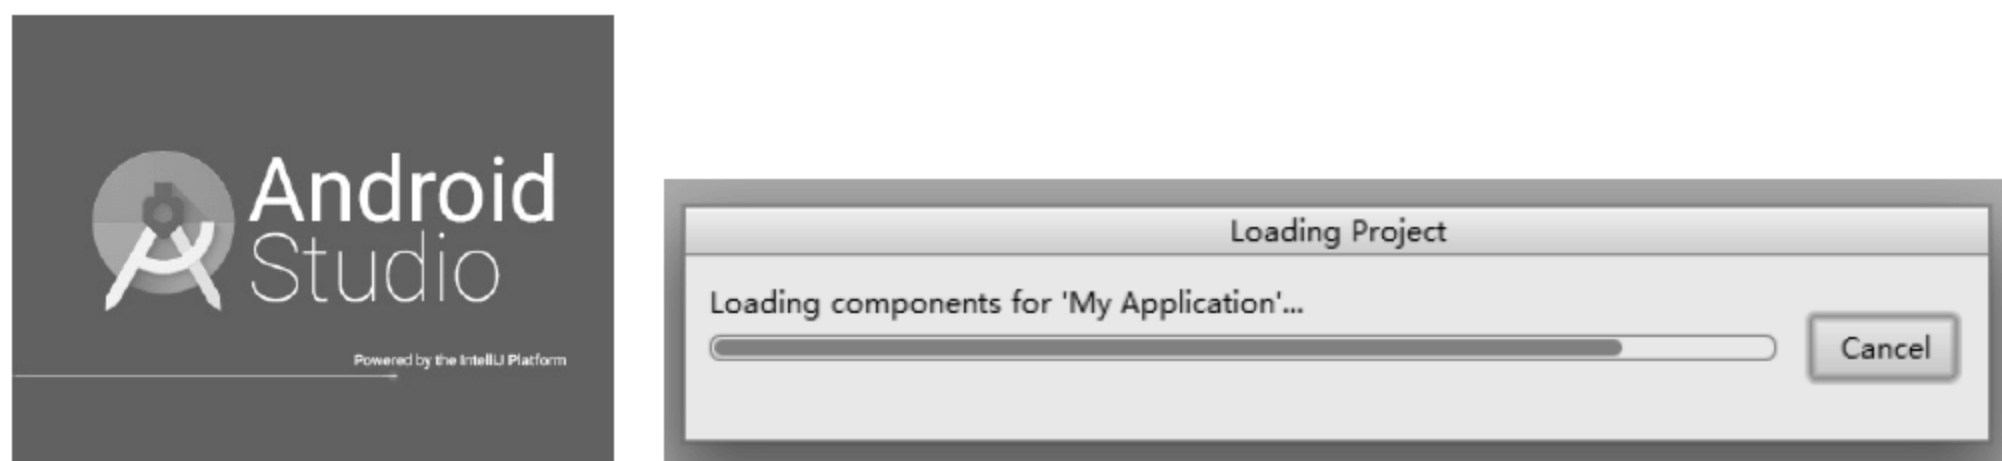 Android
Studio
Powered by the IntelliJ Platform
Loading Project
Loading components for 'My Application'...
Cancel